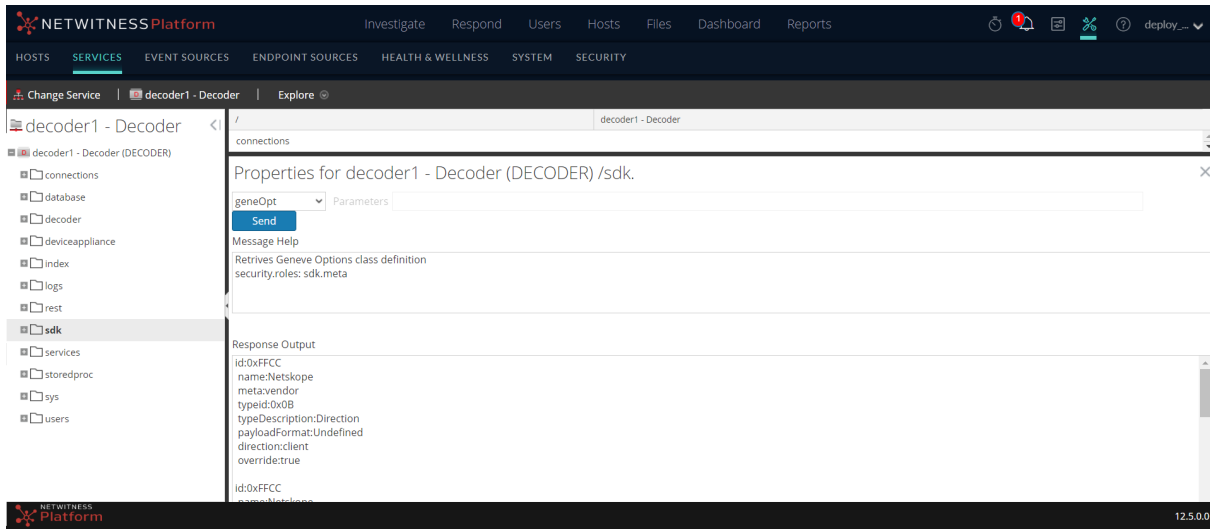 NETWITNESS Platform Investigate Respond Users Hosts Files Dashboard Reports 1 deploy_...
HOSTS SERVICES EVENT SOURCES ENDPOINT SOURCES HEALTH & WELLNESS SYSTEM SECURITY
Change Service | decoder1 - Decoder | Explore
decoder1 - Decoder
decoder1 - Decoder (DECODER)
connections
database
decoder
deviceappliance
index
logs
rest
sdk
services
storedproc
sys
users
/ decoder1 - Decoder
connections
Properties for decoder1 - Decoder (DECODER) /sdk.
geneOpt Parameters
Send
Message Help
Retrives Geneve Options class definition
security.roles: sdk.meta
Response Output
id:0xFFCC
name:Netskope
meta:vendor
typeid:0x0B
typeDescription:Direction
payloadFormat:Undefined
direction:client
override:true
id:0xFFCC
name:Netskope
NETWITNESS
Platform
12.5.0.0